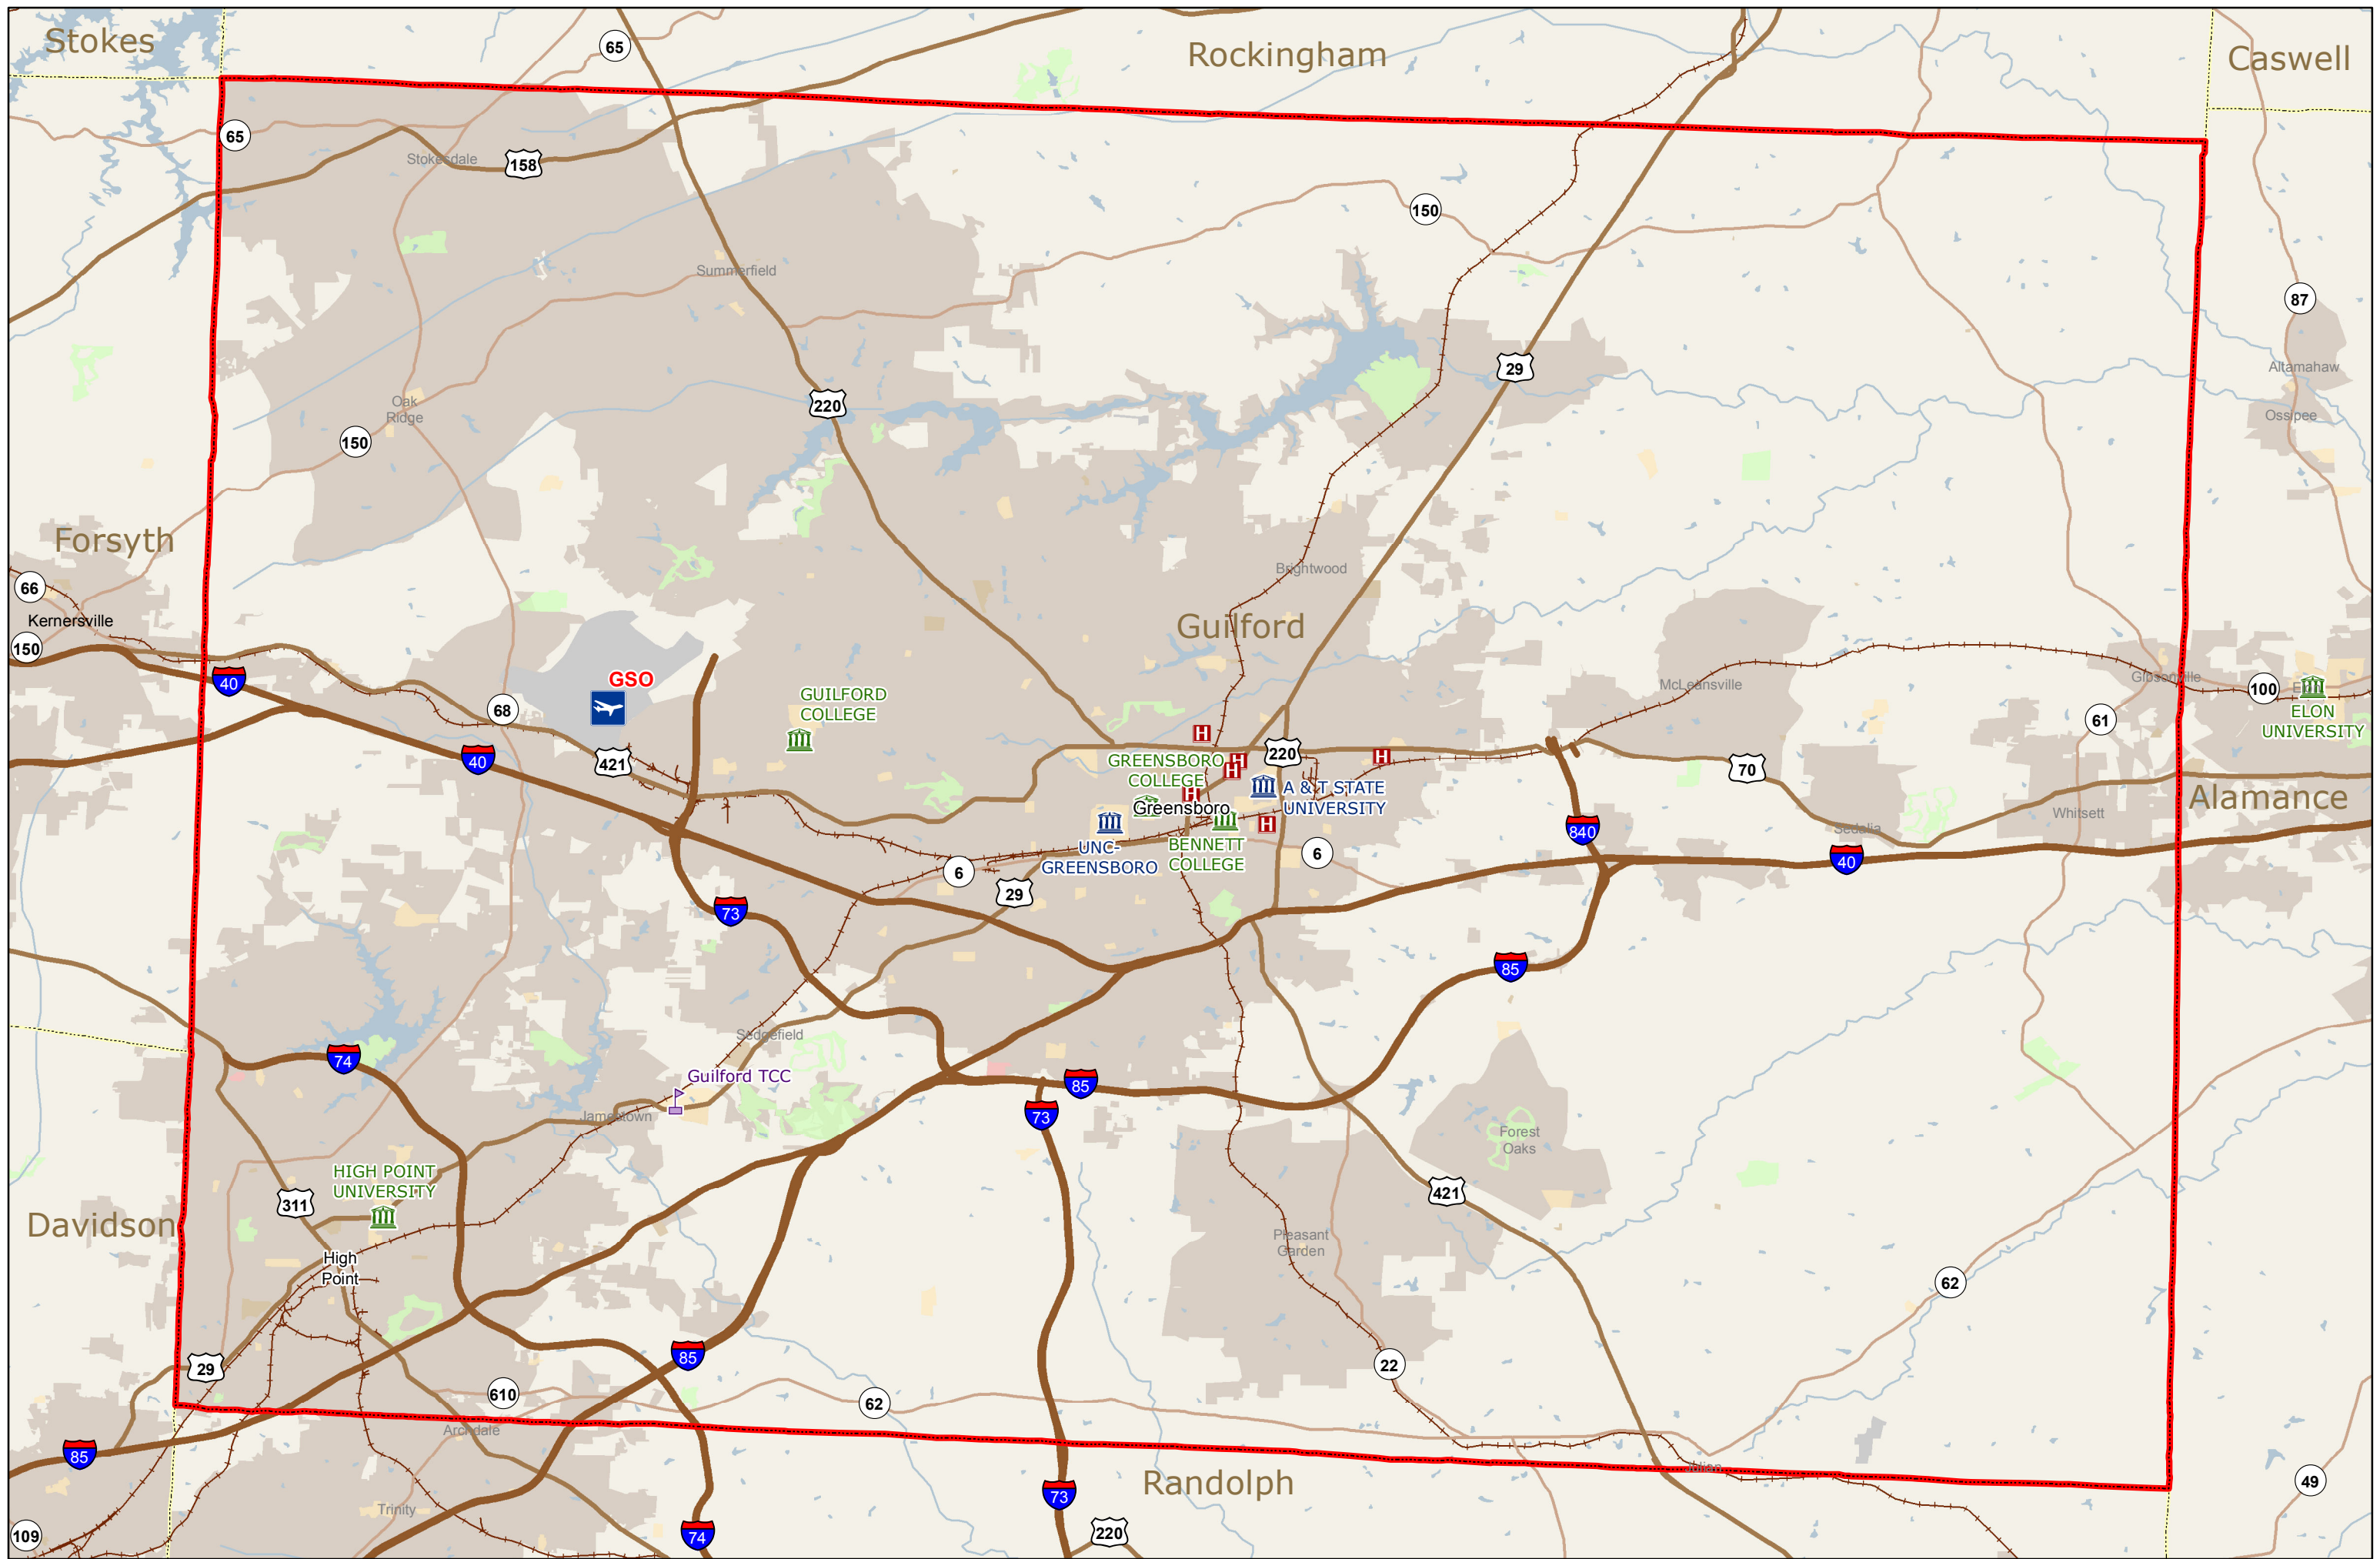 Stokes
65
Rockingham
Caswell
65
Stokesdale
158
150
Summerfield
87
29
Altamahaw
Oak
Ridge
220
Ossipee
150
Forsyth
Brightwood
66
Kernersville
Guilford
150
40
GSO
McLeansville
Gibsonville
100
GUILFORD
COLLEGE
68
61
ELON
UNIVERSITY
421
40
GREENSBORO
COLLEGE
H
H
H
H
H
H
220
70
A & T STATE
UNIVERSITY
Alamance
Greensboro
Whitsett
840
Sedalia
UNC-
GREENSBORO
BENNETT
COLLEGE
6
6
40
29
73
85
Sedgefield
74
Guilford TCC
85
73
Jamestown
Forest
Oaks
HIGH POINT
UNIVERSITY
311
421
Davidson
Pleasant
Garden
High
Point
62
85
22
29
610
62
Archdale
85
Julian
Randolph
73
49
Trinity
109
74
220